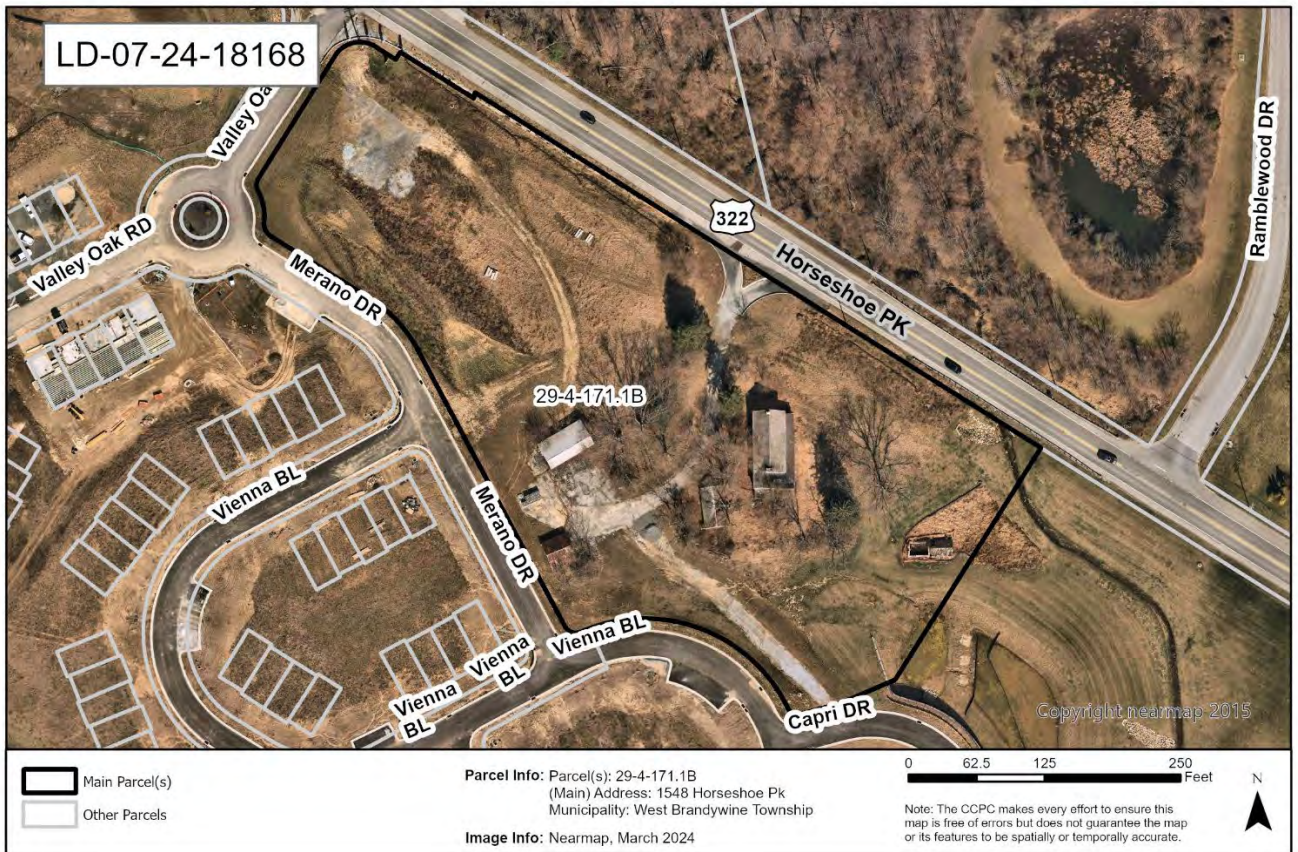 LD-07-24-18168
Valley Oa
Valley Oak RD
Merano DR
322
Horseshoe PK
Ramblewood DR
29-4-171.1B
Vienna BL
Merano DR
Vienna BL
Vienna
BL
Vienna
BL
Capri DR
Copyright nearmap 2015
Main Parcel(s)
Other Parcels
Parcel Info: Parcel(s): 29-4-171.1B
(Main) Address: 1548 Horseshoe Pk
Municipality: West Brandywine Township
Image Info: Nearmap, March 2024
0 62.5 125 250
Feet
Note: The CCPC makes every effort to ensure this
map is free of errors but does not guarantee the map
or its features to be spatially or temporally accurate.
N